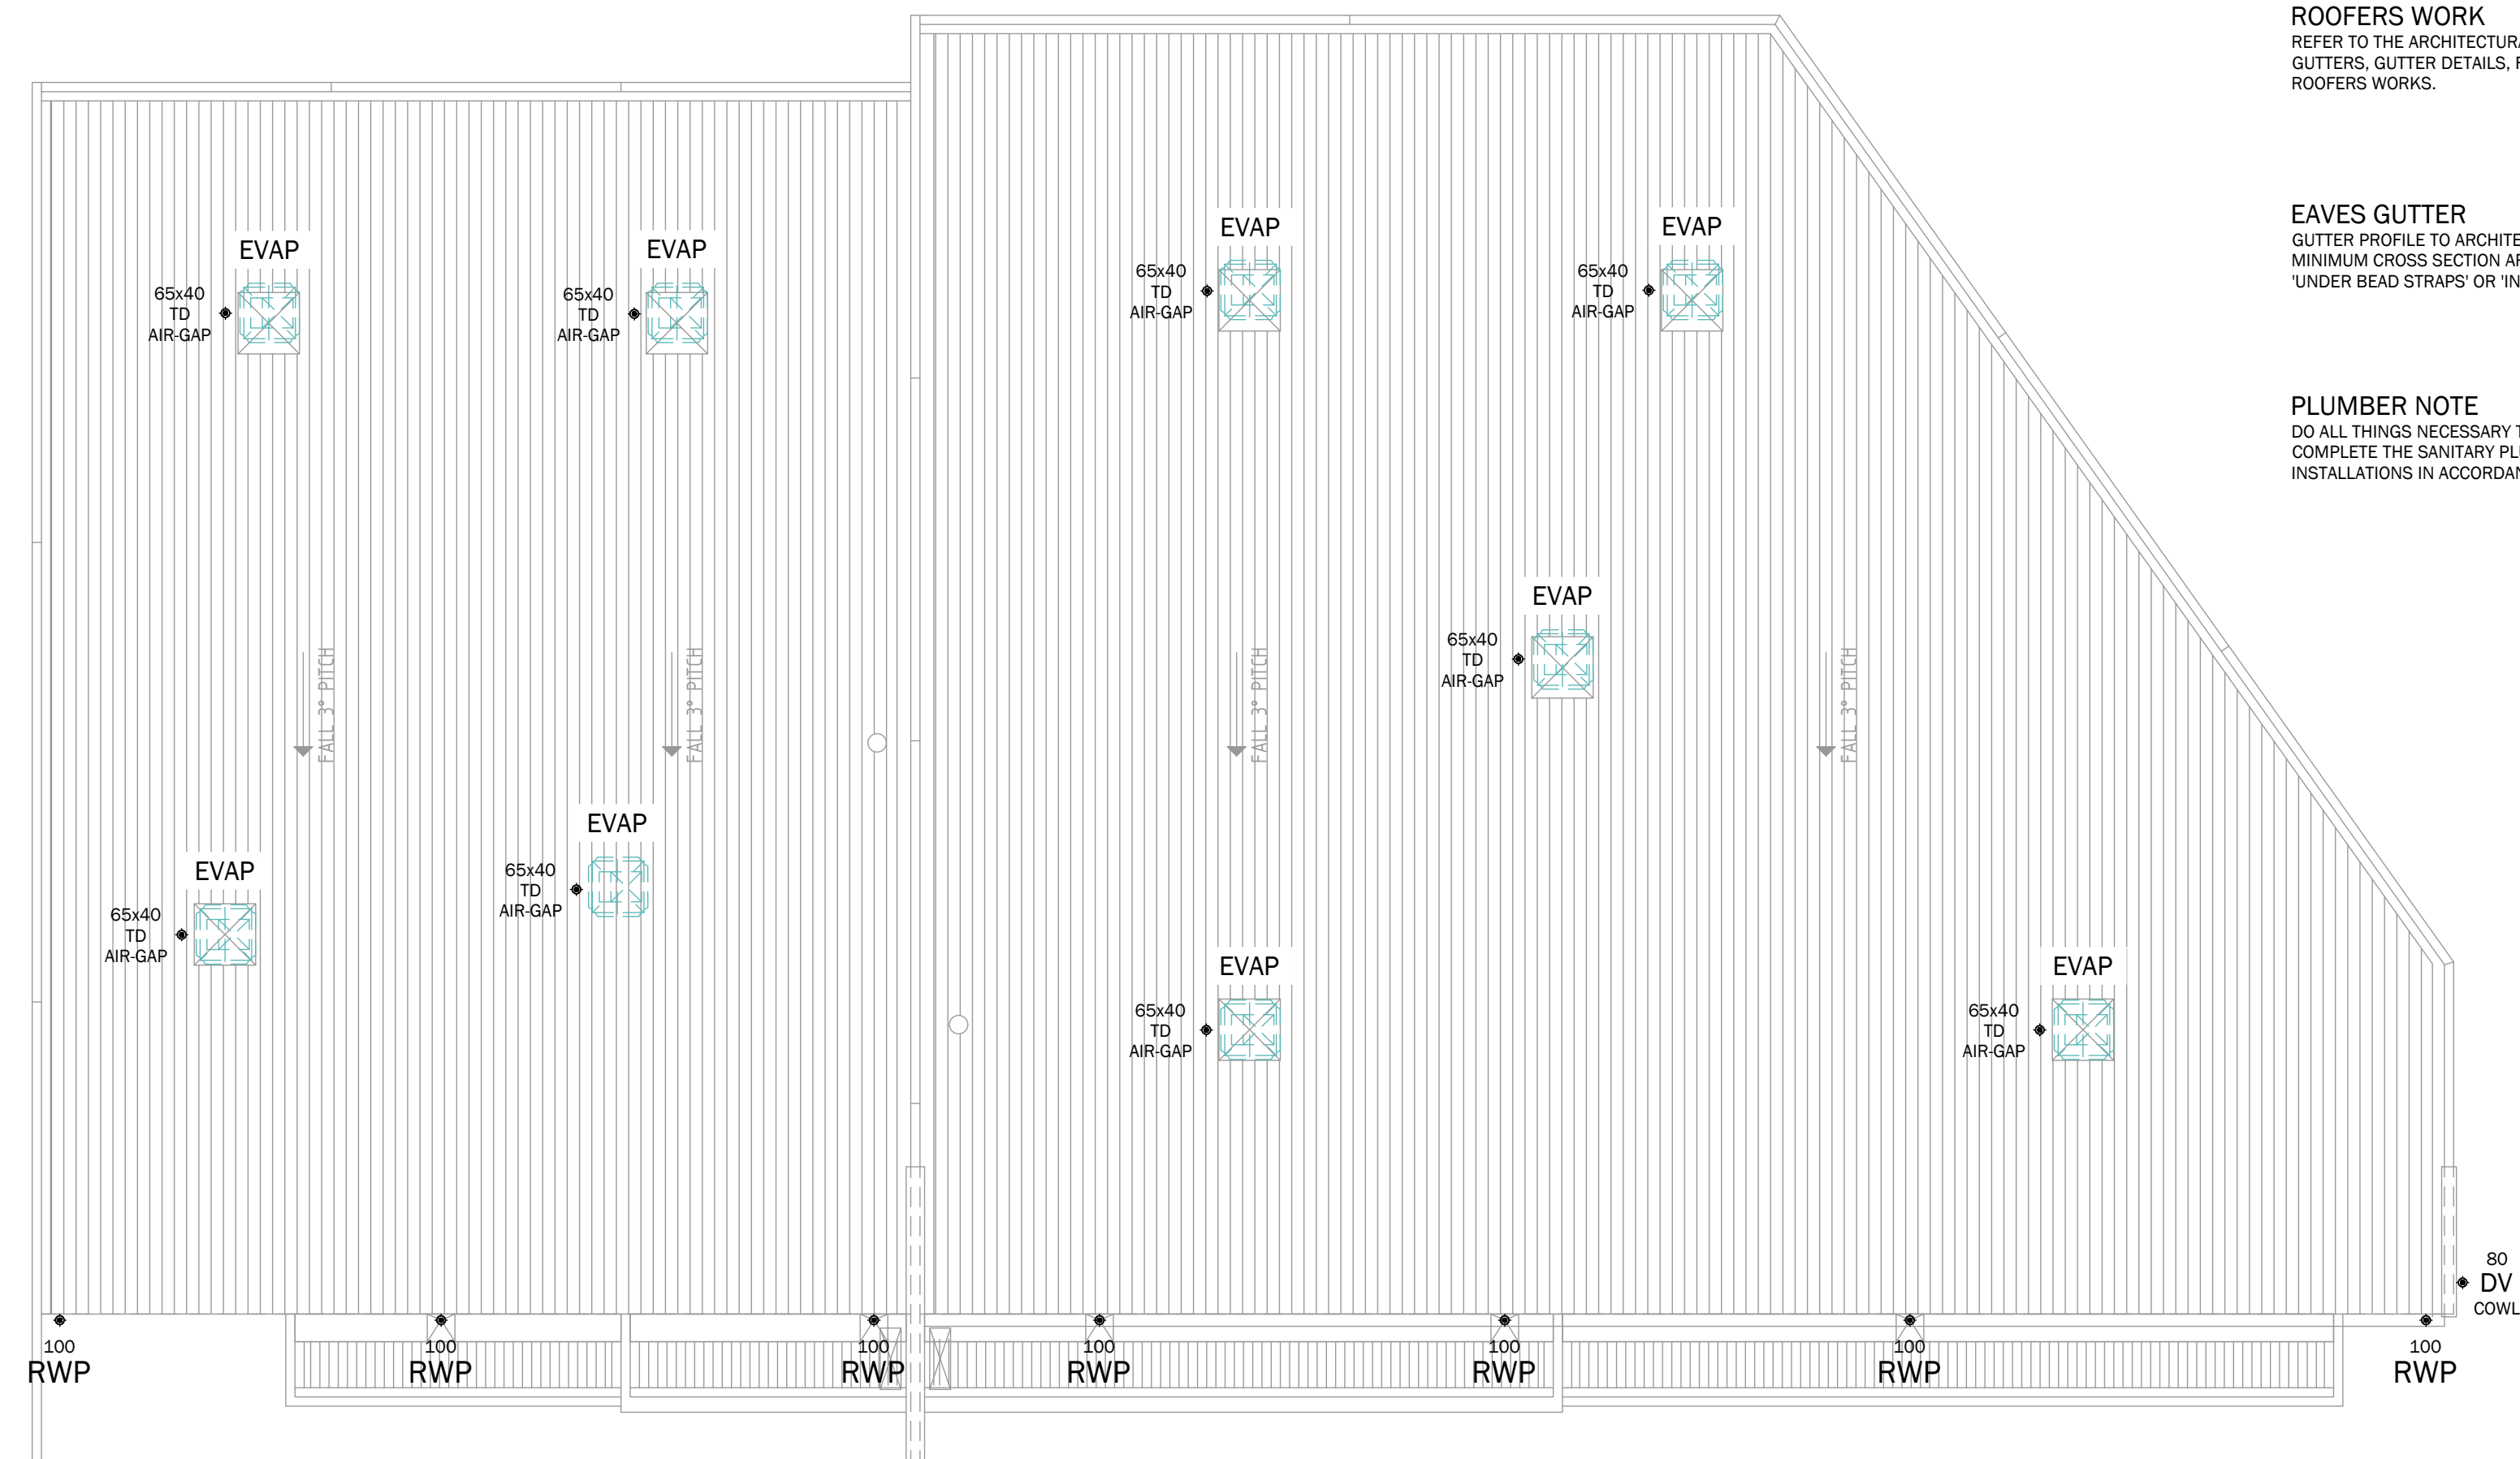 ROOFERS WORK
REFER TO THE ARCHITECTURA
GUTTERS, GUTTER DETAILS,
ROOFERS WORKS.
EAVES GUTTER
GUTTER PROFILE TO ARCHITE
MINIMUM CROSS SECTION
'UNDER BEAD STRAPS' OR 'IN
PLUMBER NOTE
DO ALL THINGS NECESSARY
COMPLETE THE SANITARY
INSTALLATIONS IN ACCORDAN
EVAP
65x40
TD
AIR-GAP
EVAP
65x40
TD
AIR-GAP
EVAP
65x40
TD
AIR-GAP
EVAP
65x40
TD
AIR-GAP
EVAP
65x40
TD
AIR-GAP
FALL 3° PITCH
FALL 3° PITCH
FALL 3° PITCH
FALL 3° PITCH
EVAP
65x40
TD
AIR-GAP
EVAP
65x40
TD
AIR-GAP
EVAP
65x40
TD
AIR-GAP
EVAP
65x40
TD
AIR-GAP
80
DV
COWL
100
RWP
100
RWP
100
RWP
100
RWP
100
RWP
100
RWP
100
RWP